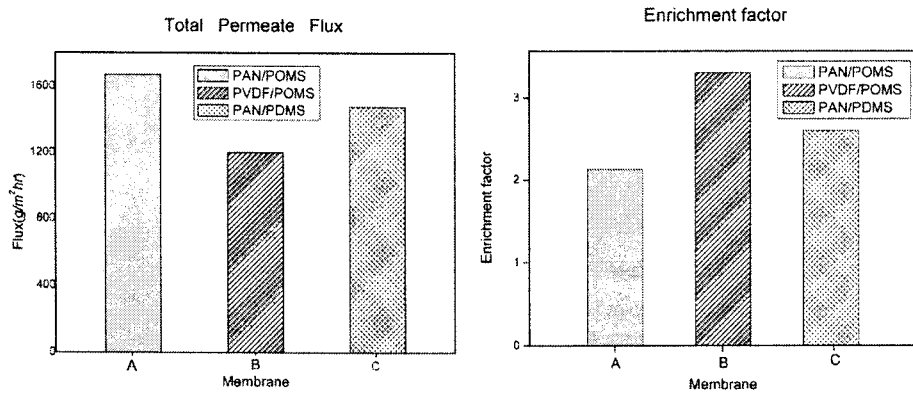 Total Permeate Flux
1600
1200
800
400
0
Flux(g/m²hr)
PAN/POMS
PVDF/POMS
PAN/PDMS
A
B
C
Membrane
Enrichment factor
3
2
1
0
Enrichment factor
PAN/POMS
PVDF/POMS
PAN/PDMS
A
B
C
Membrane